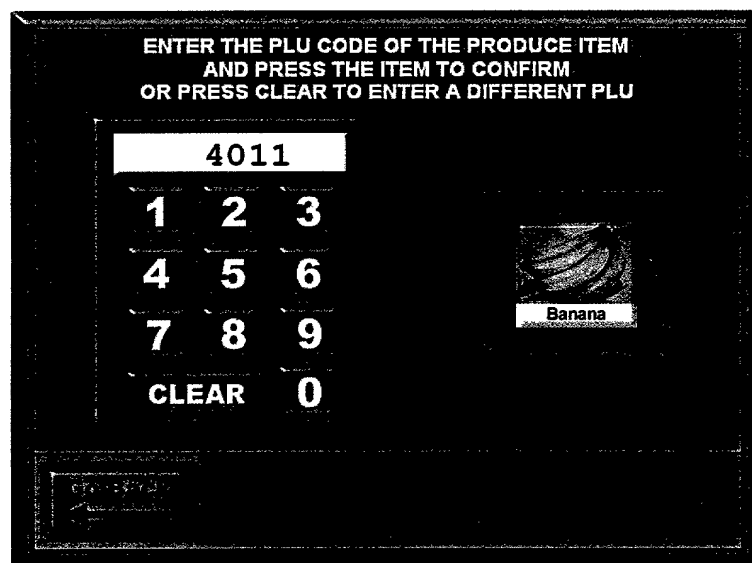 ENTER THE PLU CODE OF THE PRODUCE ITEM
AND PRESS THE ITEM TO CONFIRM
OR PRESS CLEAR TO ENTER A DIFFERENT PLU
4011
1 2 3
4 5 6
7 8 9
CLEAR 0
Banana